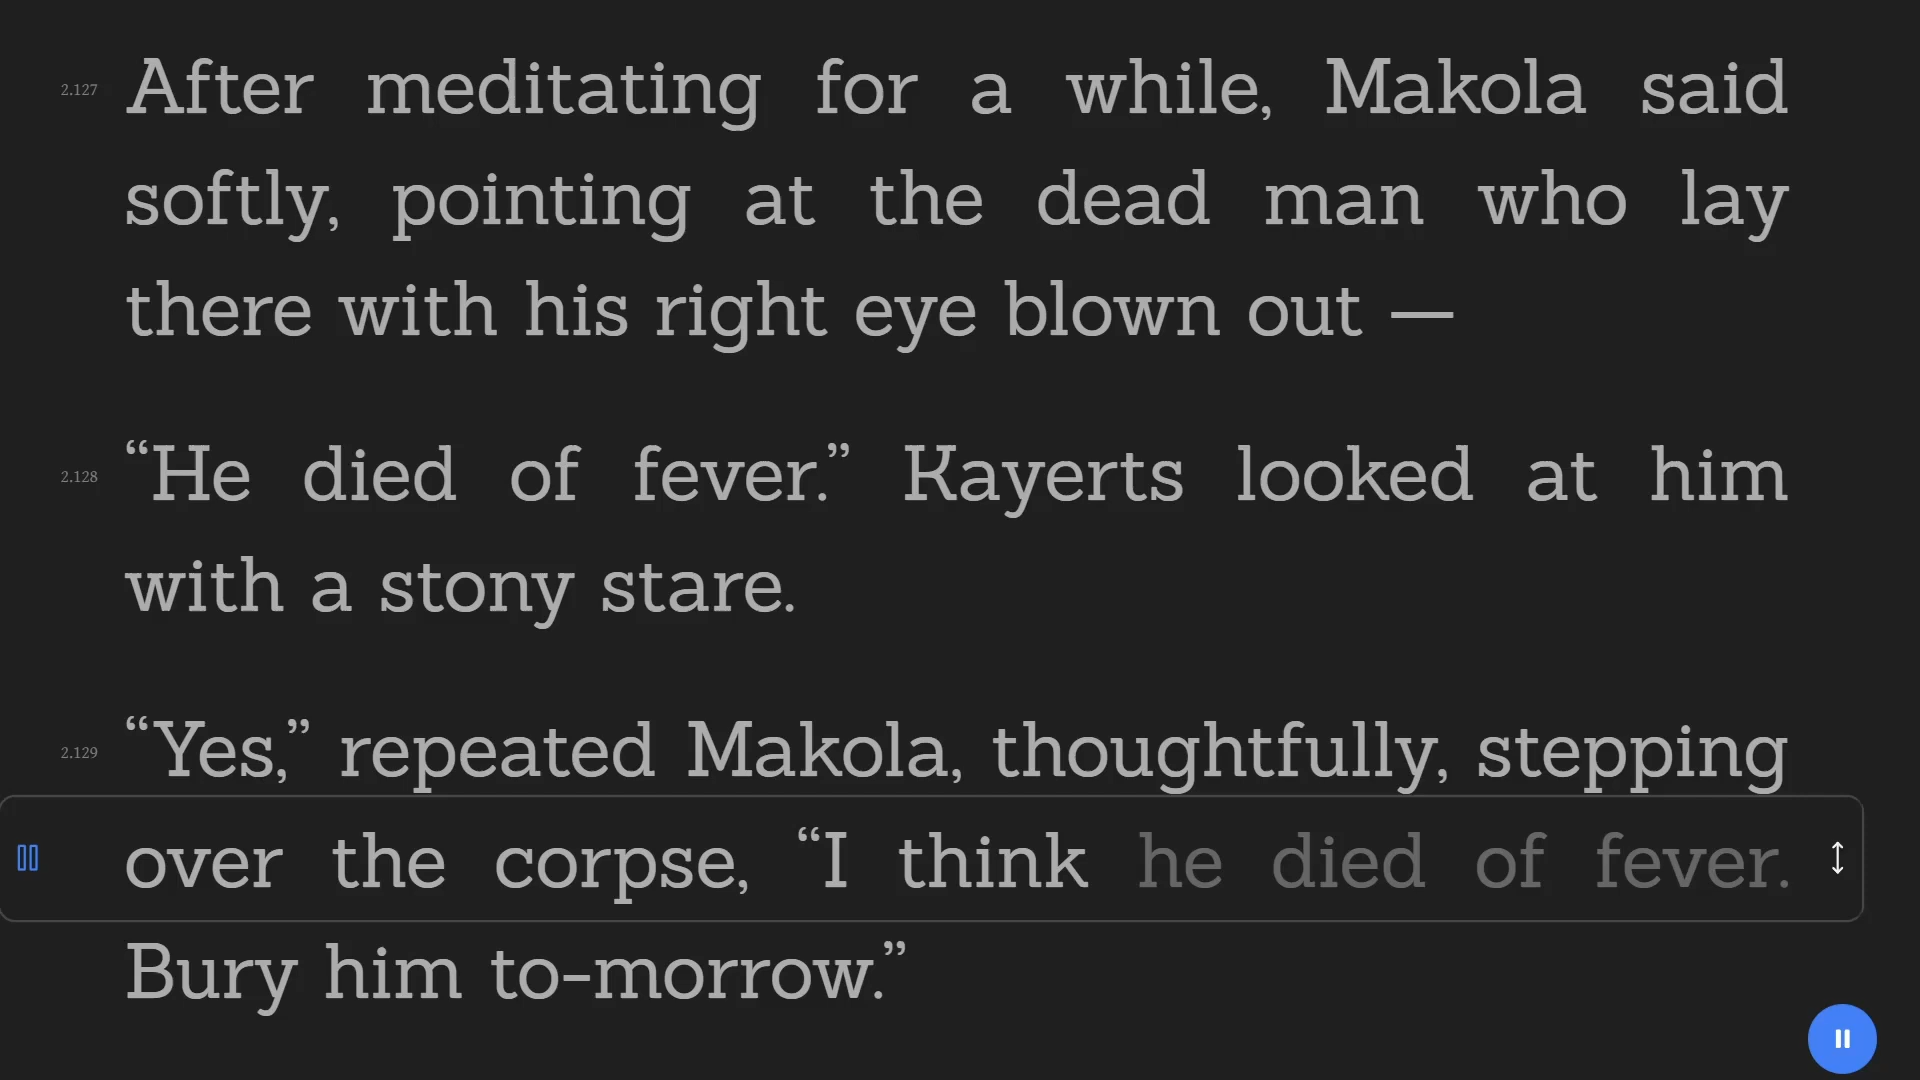 2.127 After meditating for a while, Makola said
softly, pointing at the dead man who lay
there with his right eye blown out —
2.128 “He died of fever.” Kayerts looked at him
with a stony stare.
2.129 “Yes,” repeated Makola, thoughtfully, stepping
over the corpse, “I think he died of fever.
Bury him to-morrow.”